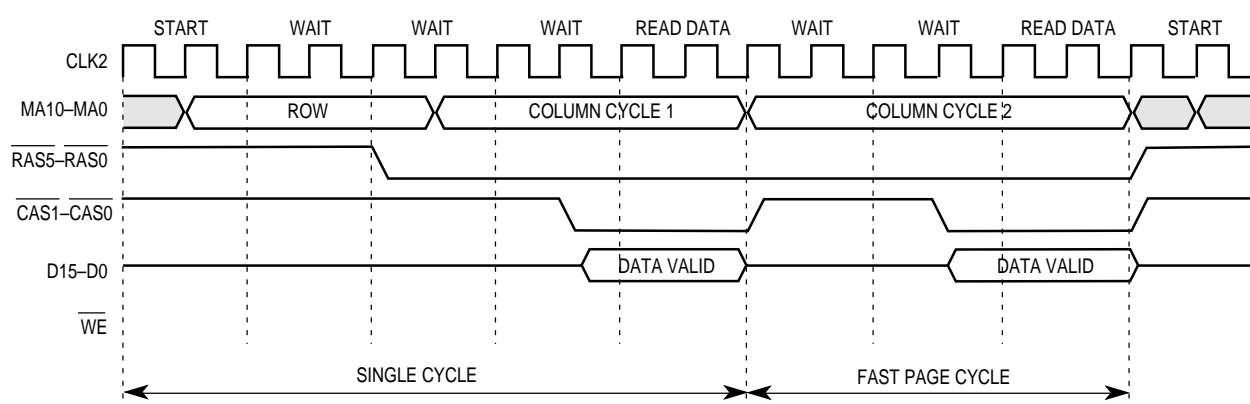 START WAIT WAIT WAIT READ DATA WAIT WAIT READ DATA START
CLK2
MA10–MA0 ROW COLUMN CYCLE 1 COLUMN CYCLE 2
RAS5–RAS0
CAS1–CAS0
D15–D0 DATA VALID DATA VALID
WE
SINGLE CYCLE FAST PAGE CYCLE